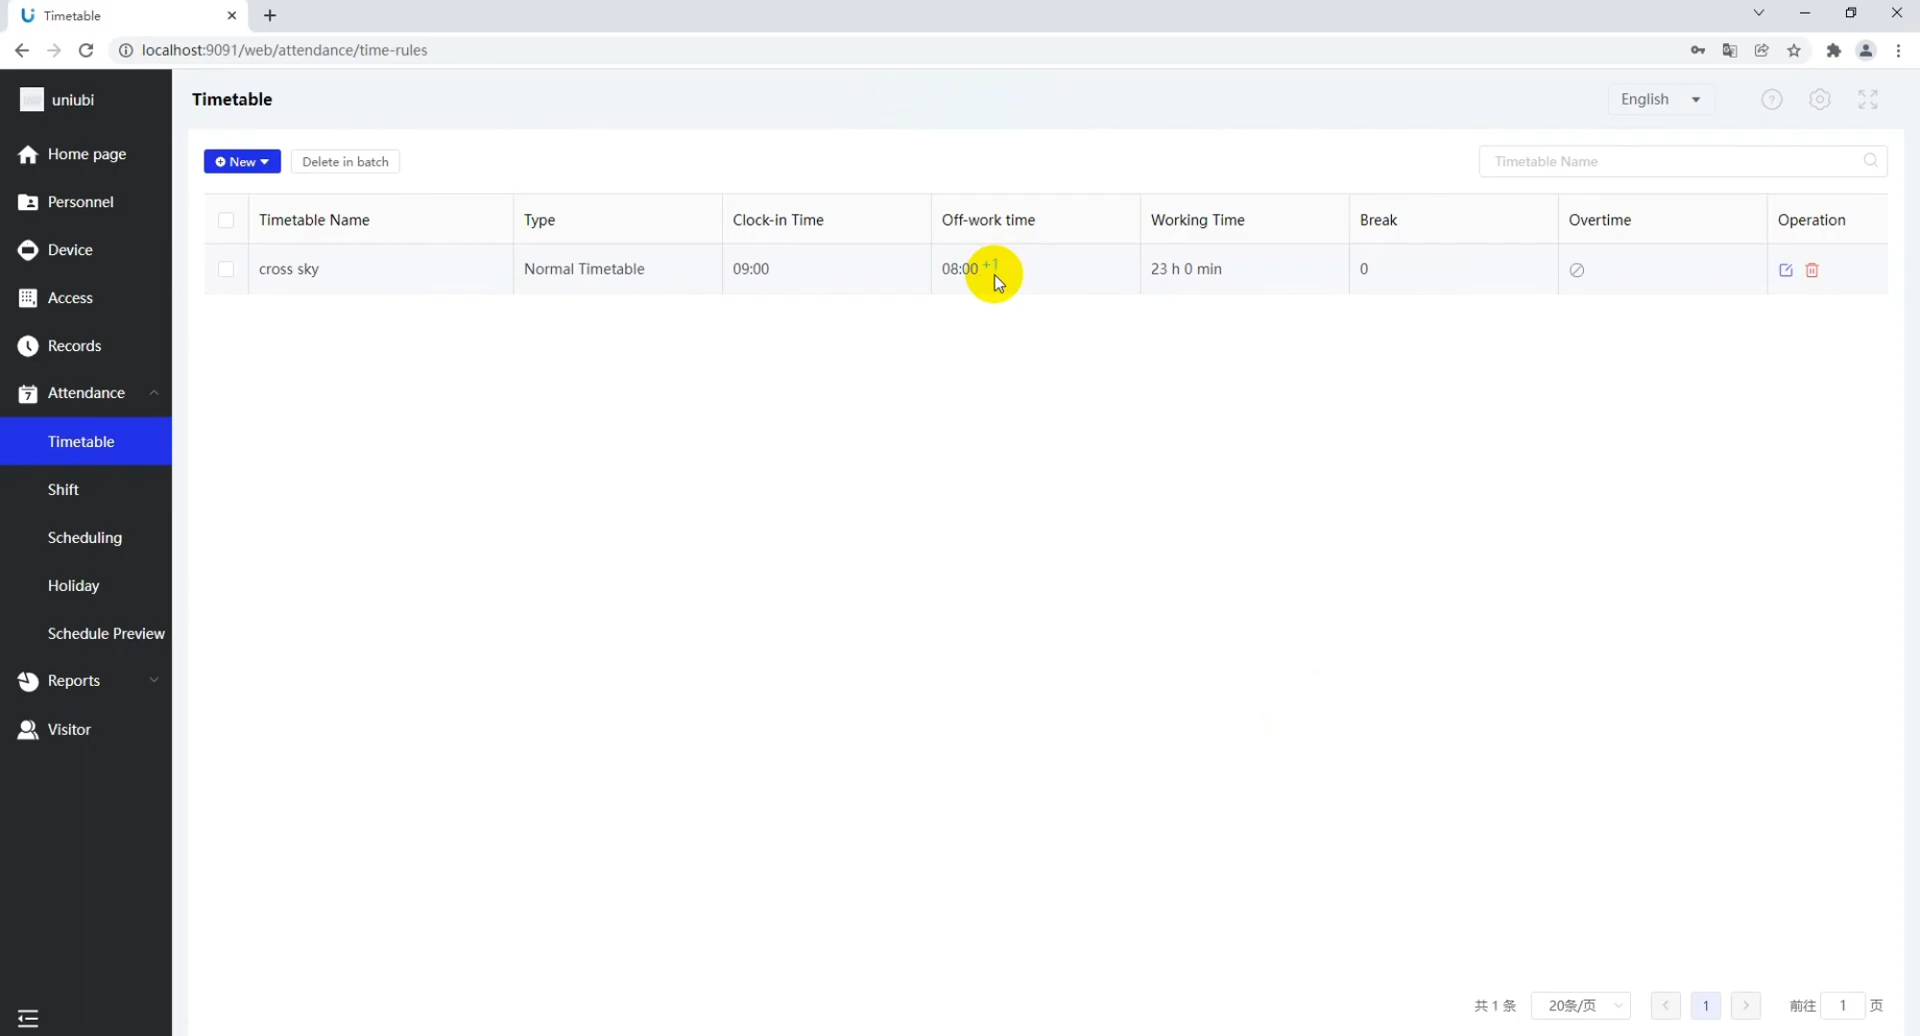 Timetable
localhost:9091/web/attendance/time-rules
uniubi
Timetable
English
Home page
Personnel
Device
Access
Records
7 Attendance
Timetable
Shift
Scheduling
Holiday
Schedule Preview
Reports
Visitor
New
Delete in batch
Timetable Name
Timetable Name Type Clock-in Time Off-work time Working Time Break Overtime Operation
cross sky Normal Timetable 09:00 08:00 +1 23 h 0 min 0
共 1 条 20条/页 1 前往 1 页